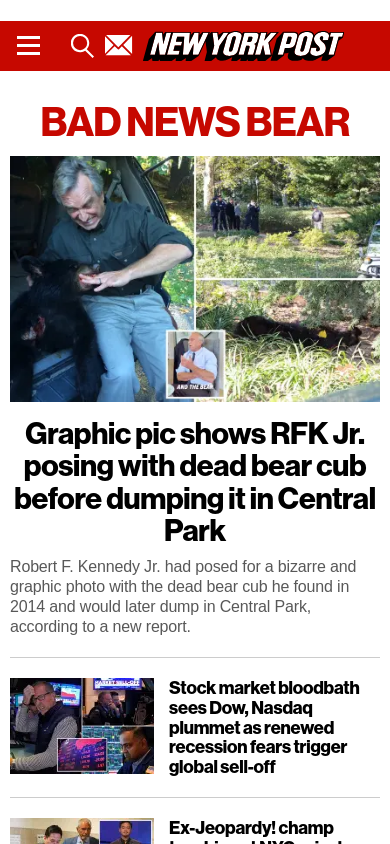 NEW YORK POST
BAD NEWS BEAR
AND THE BEAR
Graphic pic shows RFK Jr.
posing with dead bear cub
before dumping it in Central
Park
Robert F. Kennedy Jr. had posed for a bizarre and
graphic photo with the dead bear cub he found in
2014 and would later dump in Central Park,
according to a new report.
Stock market bloodbath
sees Dow, Nasdaq
plummet as renewed
recession fears trigger
global sell-off
Ex-Jeopardy! champ